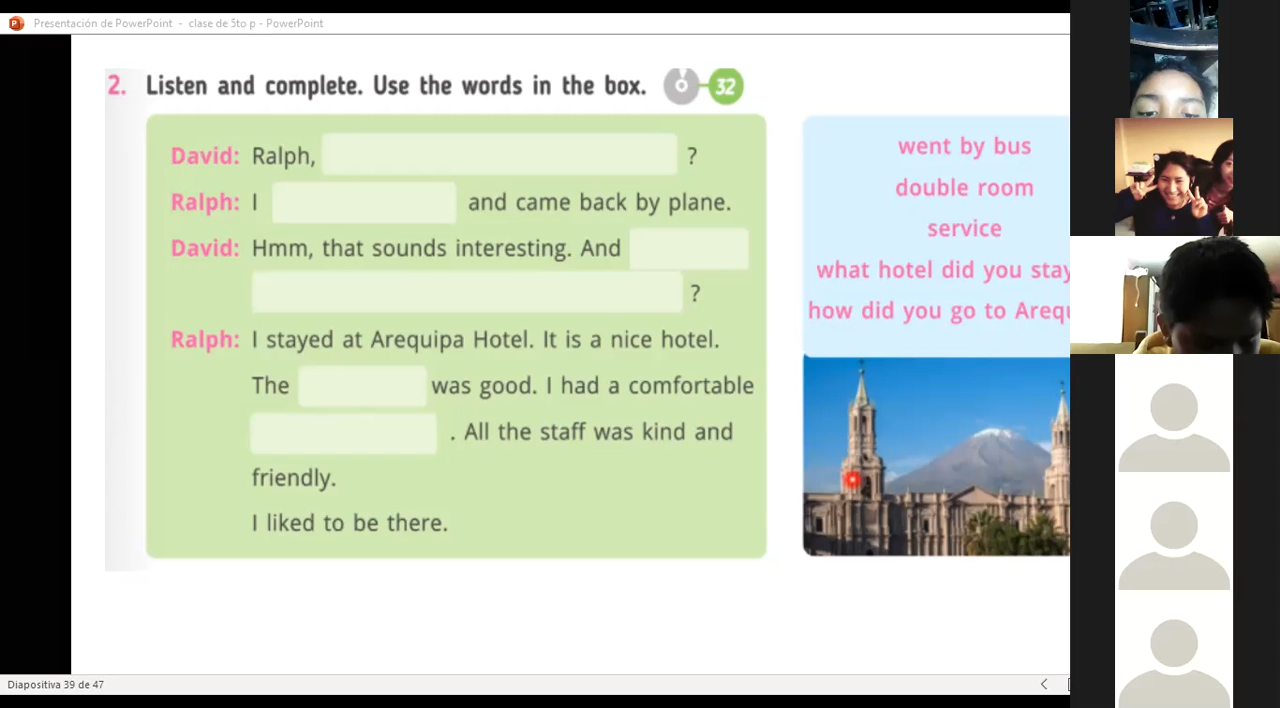 Presentación de PowerPoint - clase de 5to p - PowerPoint
2. Listen and complete. Use the words in the box. 32
David: Ralph, ?
Ralph: I and came back by plane.
David: Hmm, that sounds interesting. And
?
Ralph: I stayed at Arequipa Hotel. It is a nice hotel.
The was good. I had a comfortable
. All the staff was kind and
friendly.
I liked to be there.
went by bus
double room
service
what hotel did you stay
how did you go to
Diapositiva 39 de 47